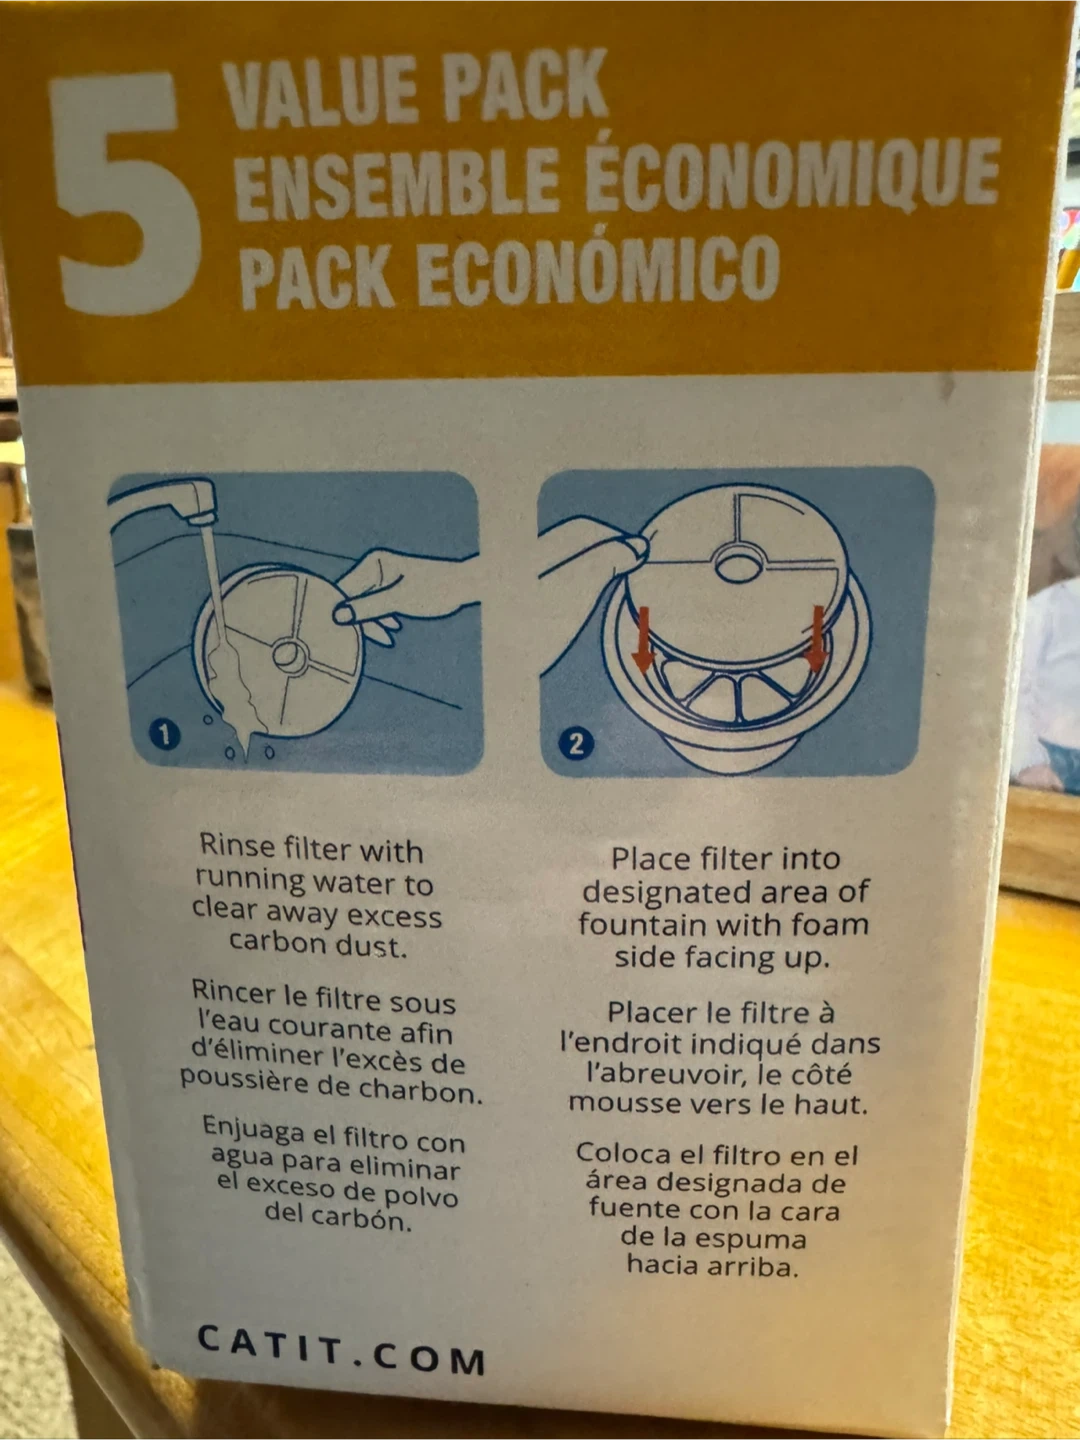 5
VALUE PACK
ENSEMBLE ÉCONOMIQUE
PACK ECONÓMICO
1
Rinse filter with
running water to
clear away excess
carbon dust.
Rincer le filtre sous
l'eau courante afin
d'éliminer l'excès de
poussière de charbon.
Enjuaga el filtro con
agua para eliminar
el exceso de polvo
del carbón.
2
Place filter into
designated area of
fountain with foam
side facing up.
Placer le filtre à
l'endroit indiqué dans
l'abreuvoir, le côté
mousse vers le haut.
Coloca el filtro en el
área designada de
fuente con la cara
de la espuma
hacia arriba.
CATIT.COM